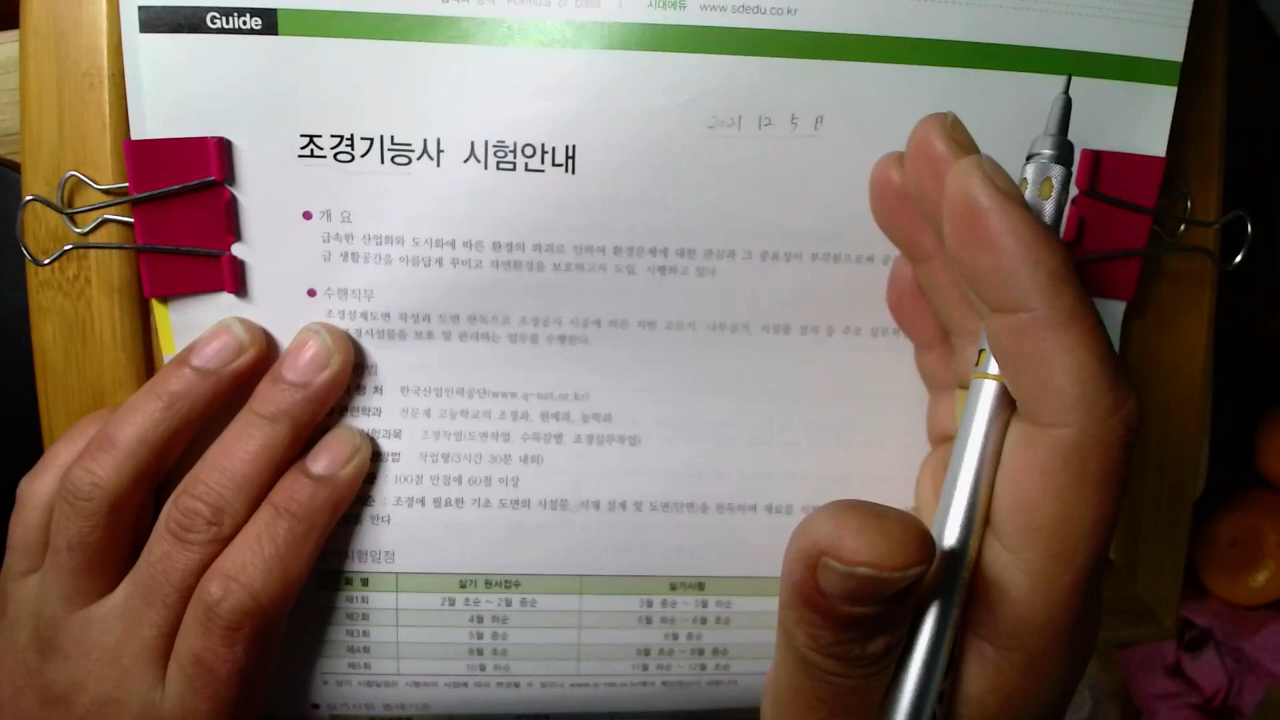 시대에듀 www.sdedu.co.kr
Guide
2021 12 5 日
조경기능사 시험안내
개 요
급속한 산업화와 도시화에 따른 환경의 파괴로 인하여 환경문제에 대한 관심과 그 중요성이 부각됨으로써
금 생활공간을 아름답게 꾸미고 자연환경을 보호하고자 도입, 시행하고 있다
수행직무
조경설계도면 작성과 도면 판독으로 조경공사 시공에 따른 지반 고르기, 나무심기, 시설물 설치 등 주로
조경시설물을 보호 및 관리하는 업무를 수행한다.
처 한국산업인력공단(www.q-net.or.kr)
관련학과 전문계 고등학교의 조경과, 원예과, 농학과
시험과목 조경작업(도면작업, 수목감별, 조경실무작업)
방법 작업형(3시간 30분 내외)
: 100점 만점에 60점 이상
준 : 조경에 필요한 기초 도면의 시설물, 식재 설계 및 도면(단면)을 판독하여 재료를
한다
시험일정
회 별 실기 원서접수 실기시험
제1회 2월 초순 ~ 2월 중순 3월 중순 ~ 3월 하순
제2회 4월 하순 5월 하순 ~ 6월 초순
제3회 5월 중순 6월 중순
제4회 8월 초순 9월 초순 ~ 9월 중순
제5회 10월 하순 11월 하순 ~ 12월 초순